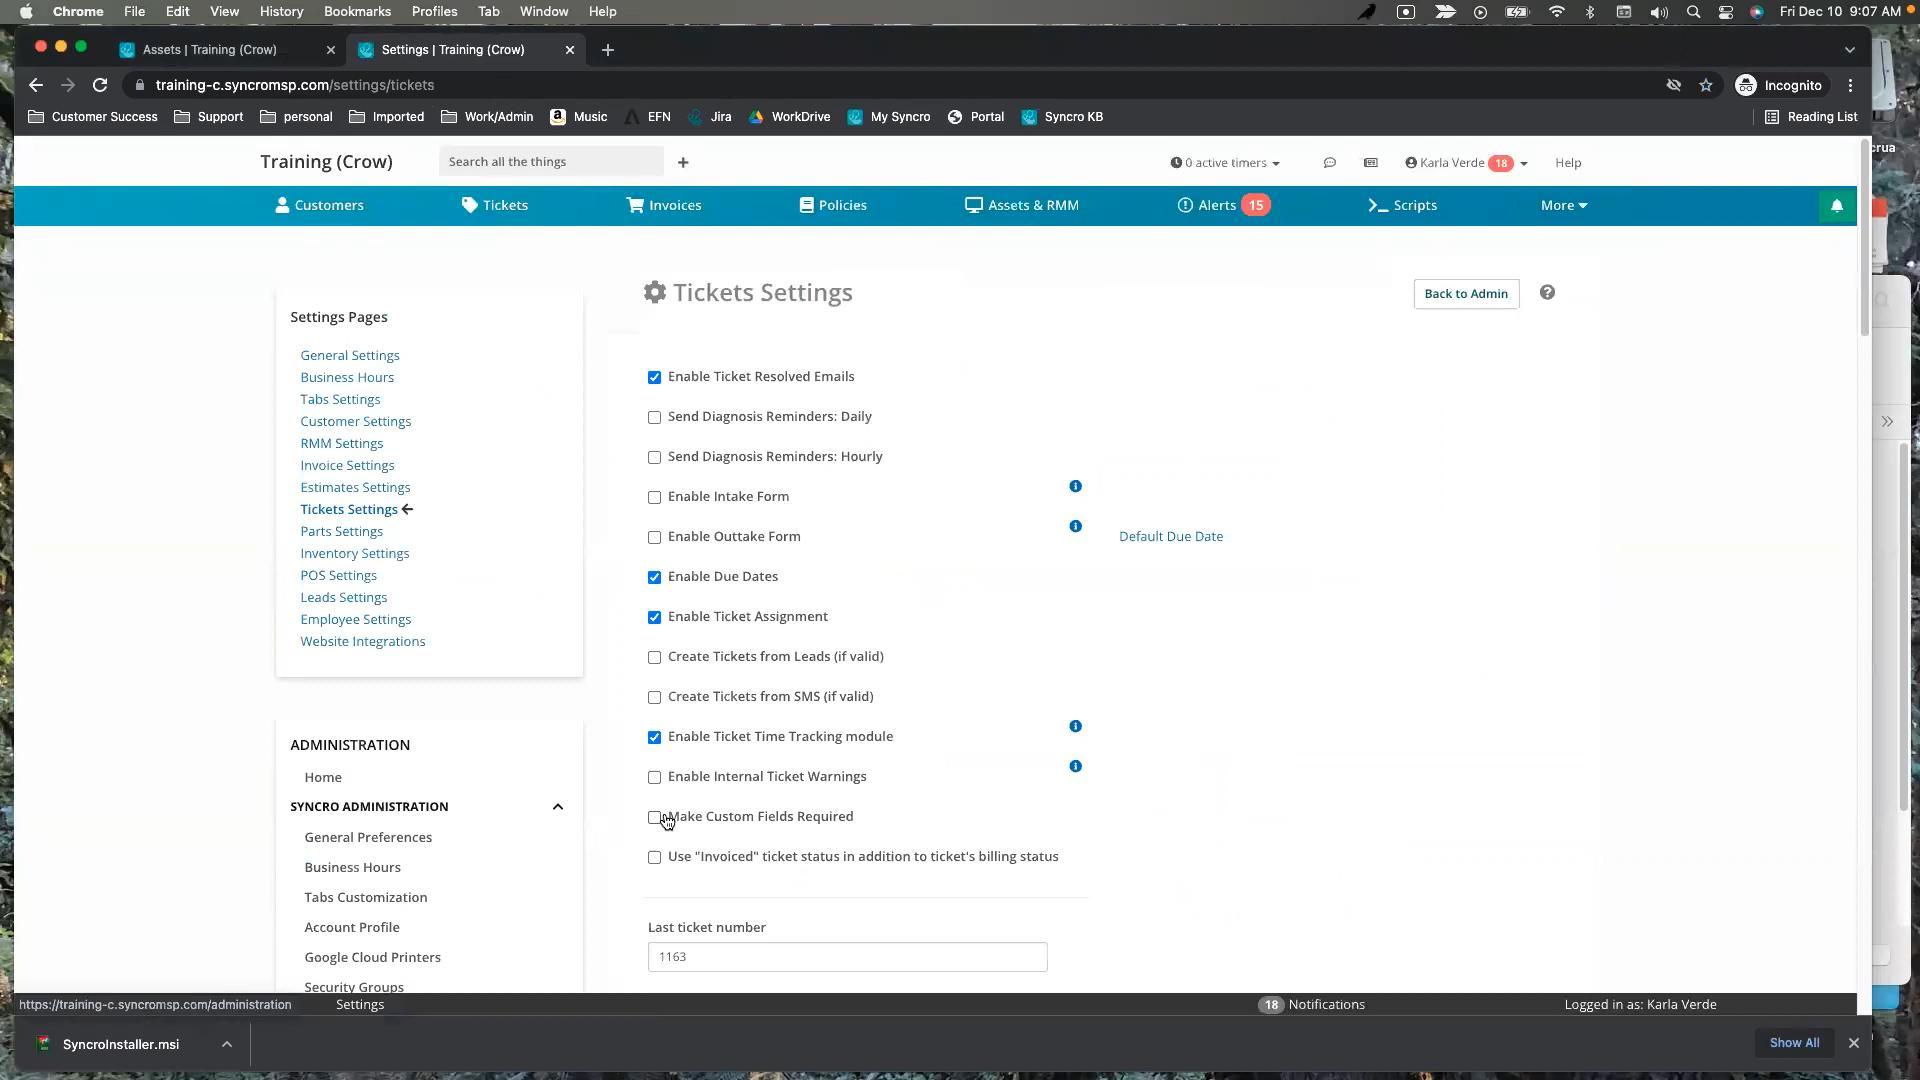 Chrome File Edit View History Bookmarks Profiles Tab Window Help Fri Dec 10 9:07 AM
Assets | Training (Crow) Settings | Training (Crow)
training-c.syncromsp.com/settings/tickets Incognito
Customer Success Support personal Imported Work/Admin Music EFN Jira WorkDrive My Syncro Portal Syncro KB Reading List
Training (Crow) Search all the things 0 active timers Karla Verde 18 Help
Customers Tickets Invoices Policies Assets & RMM Alerts 15 Scripts More
Tickets Settings Back to Admin
Settings Pages
General Settings
Business Hours
Tabs Settings
Customer Settings
RMM Settings
Invoice Settings
Estimates Settings
Tickets Settings
Parts Settings
Inventory Settings
POS Settings
Leads Settings
Employee Settings
Website Integrations
ADMINISTRATION
Home
SYNCRO ADMINISTRATION
General Preferences
Business Hours
Tabs Customization
Account Profile
Google Cloud Printers
Security Groups
Enable Ticket Resolved Emails
Send Diagnosis Reminders: Daily
Send Diagnosis Reminders: Hourly
Enable Intake Form
Enable Outtake Form Default Due Date
Enable Due Dates
Enable Ticket Assignment
Create Tickets from Leads (if valid)
Create Tickets from SMS (if valid)
Enable Ticket Time Tracking module
Enable Internal Ticket Warnings
Make Custom Fields Required
Use "Invoiced" ticket status in addition to ticket's billing status
Last ticket number
1163
https://training-c.syncromsp.com/administration Settings 18 Notifications Logged in as: Karla Verde
SyncroInstaller.msi Show All